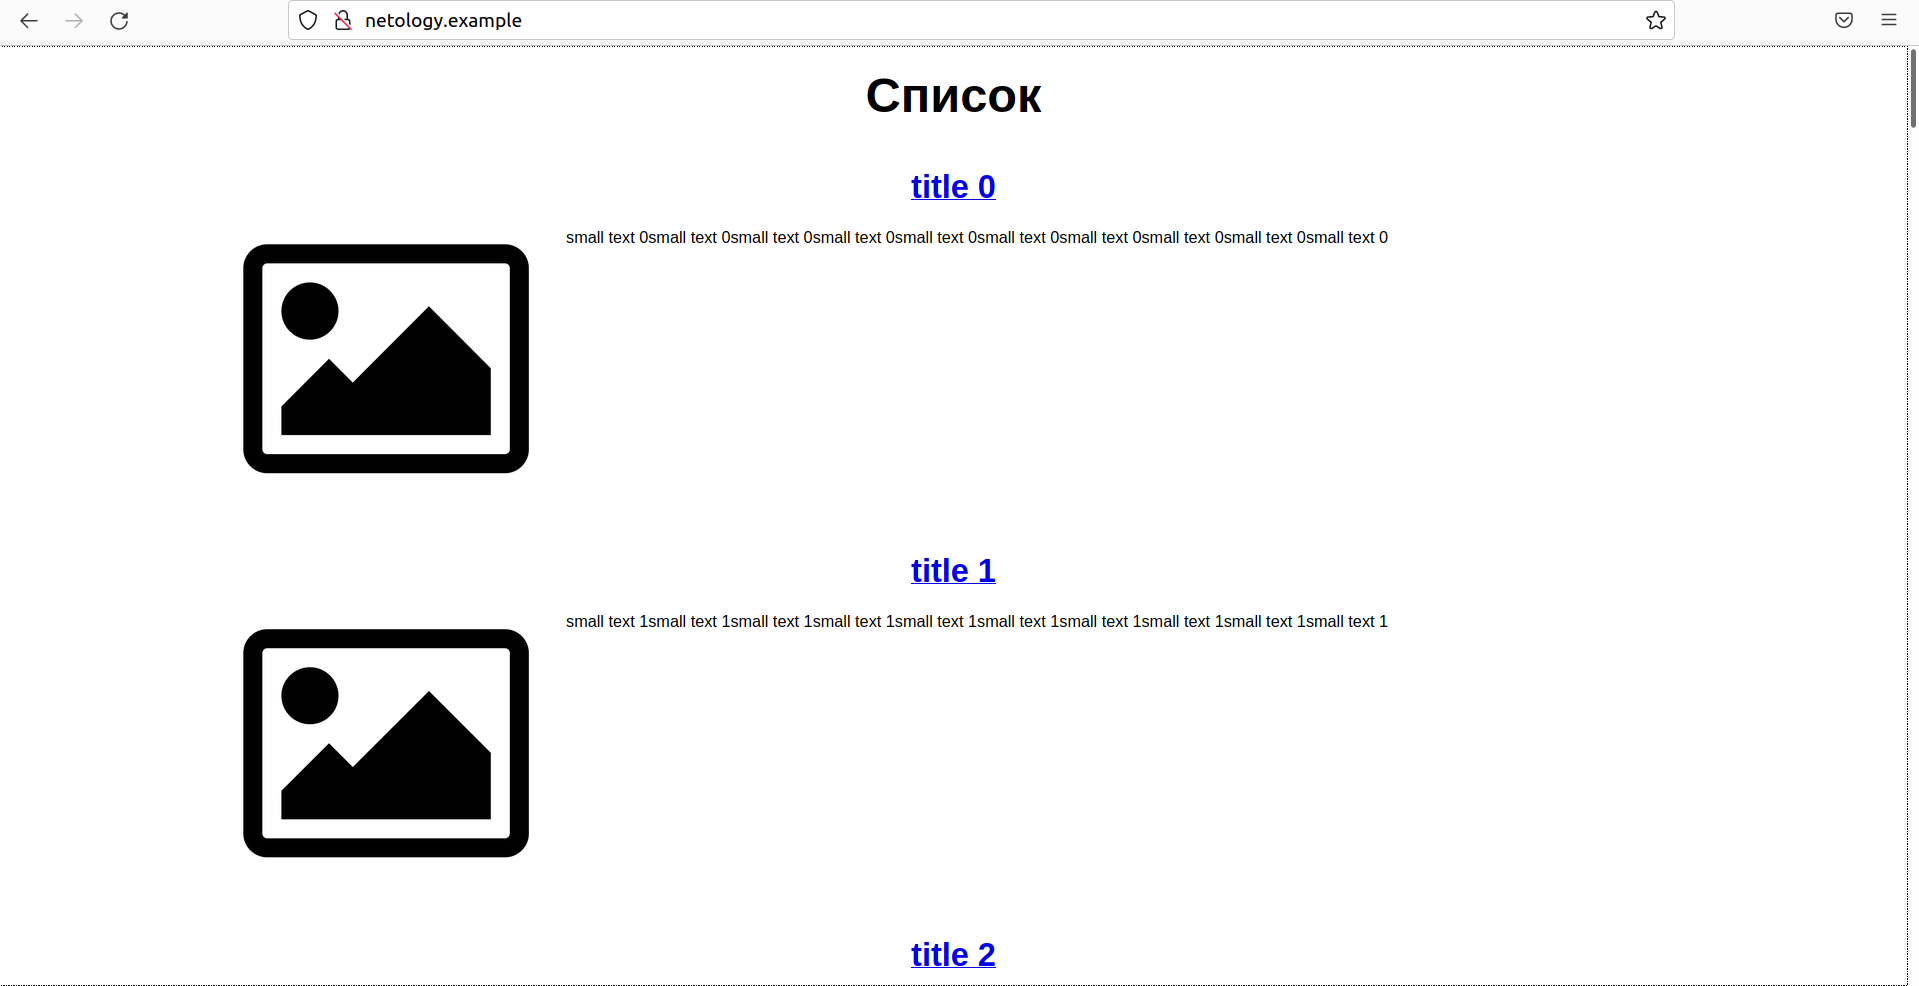 netology.example
Список
title 0
small text 0small text 0small text 0small text 0small text 0small text 0small text 0small text 0small text 0small text 0
title 1
small text 1small text 1small text 1small text 1small text 1small text 1small text 1small text 1small text 1small text 1
title 2